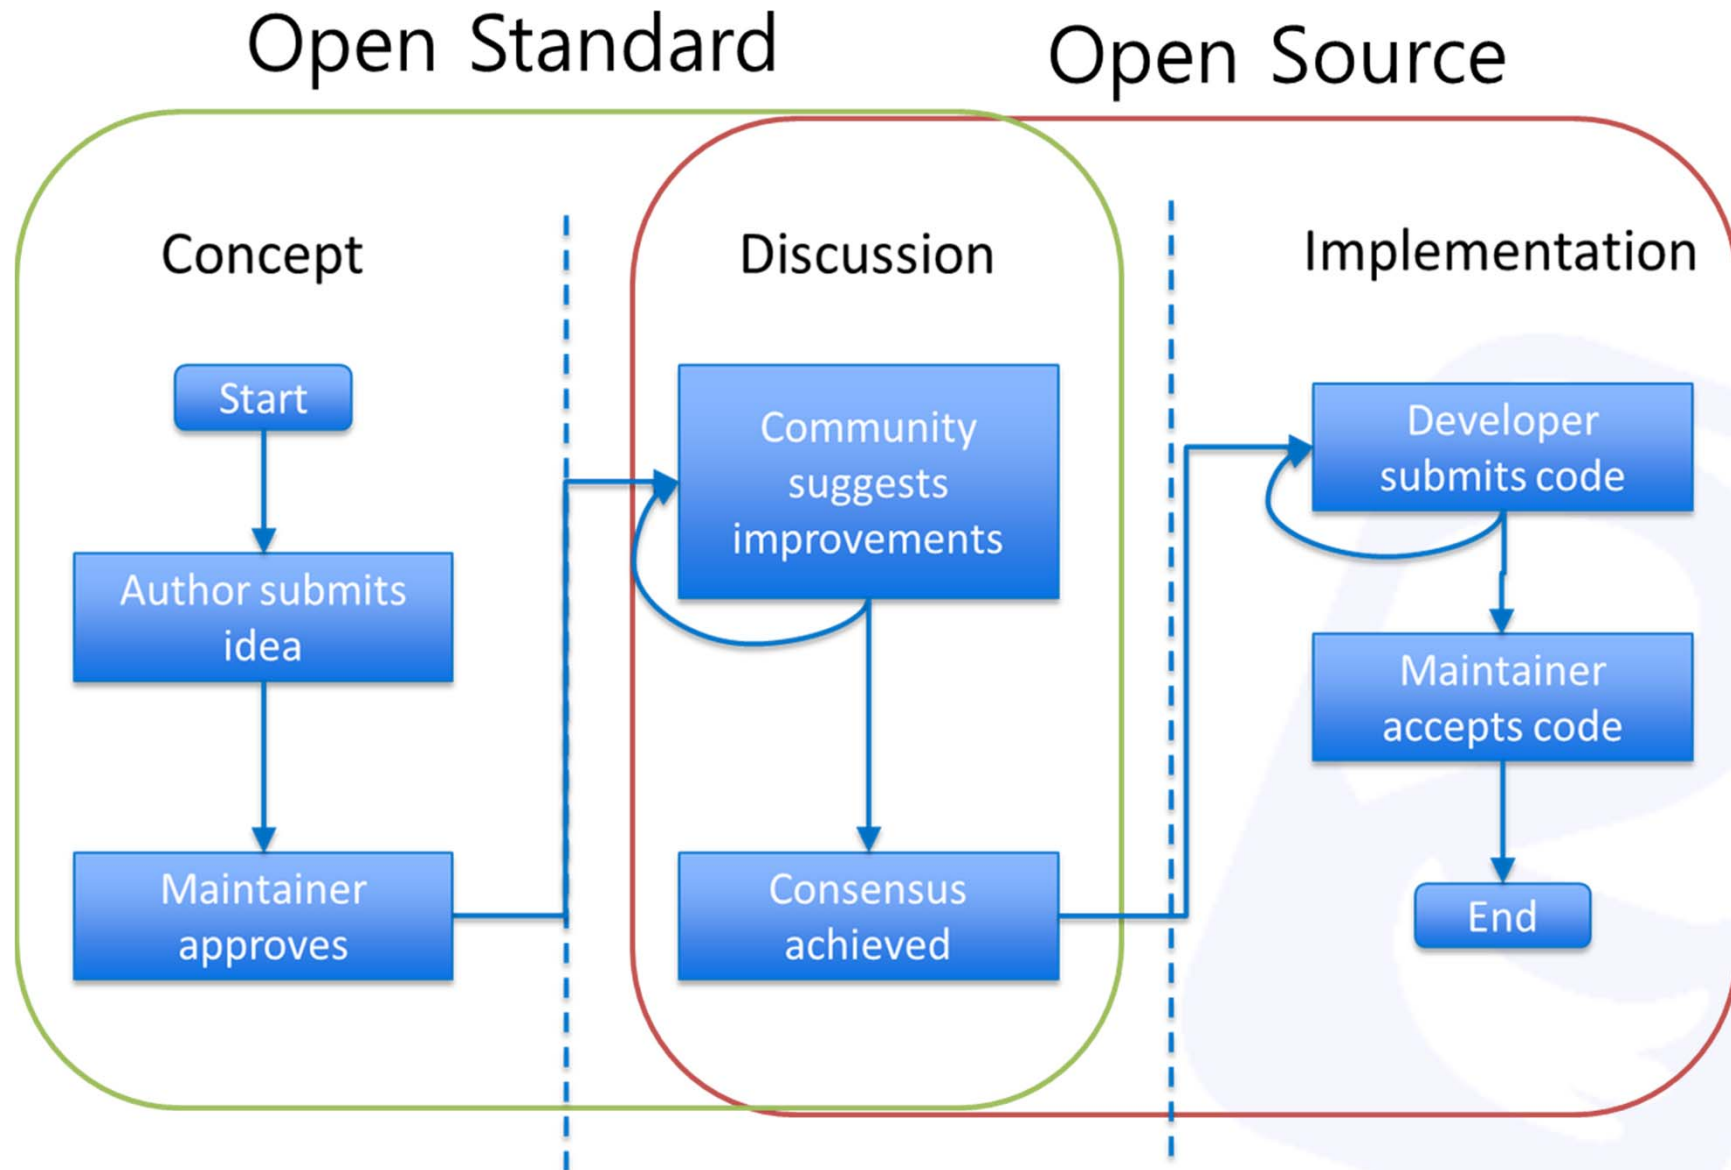 Open Standard
Open Source
Concept
Start
Author submits
idea
Maintainer
approves
Discussion
Community
suggests
improvements
Consensus
achieved
Implementation
Developer
submits code
Maintainer
accepts code
End